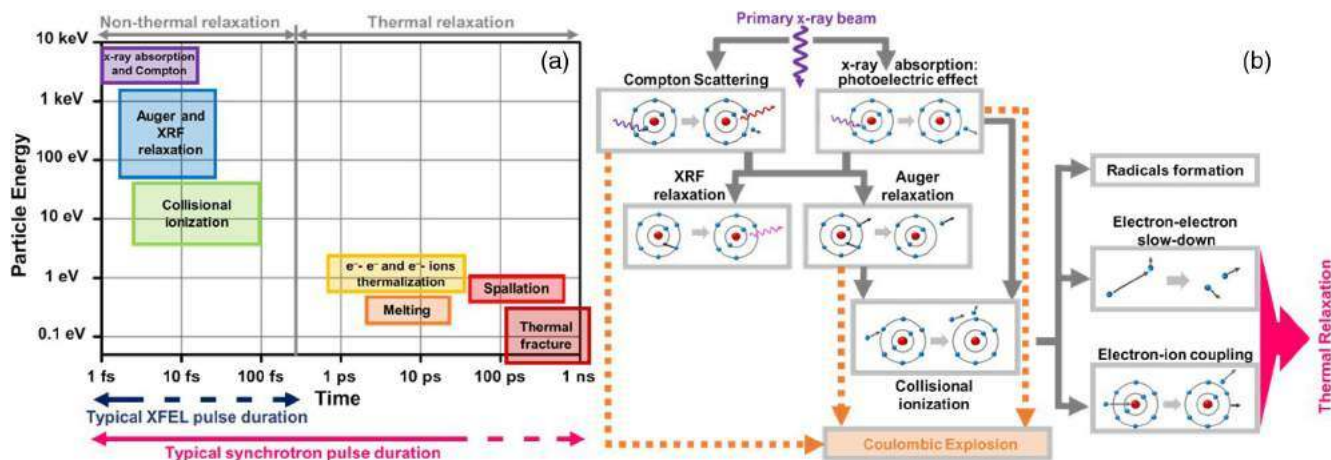 Non-thermal relaxation
Thermal relaxation
(a)
Particle Energy
10 keV
1 keV
100 eV
10 eV
1 eV
0.1 eV
x-ray absorption
and Compton
Auger and
XRF
relaxation
Collisional
ionization
e⁻- e⁻ and e⁻- ions
thermalization
Melting
Spallation
Thermal
fracture
1 fs
10 fs
100 fs
1 ps
10 ps
100 ps
1 ns
Time
Typical XFEL pulse duration
Typical synchrotron pulse duration
Primary x-ray beam
(b)
Compton Scattering
x-ray absorption:
photoelectric effect
XRF
relaxation
Auger
relaxation
Collisional
ionization
Coulombic Explosion
Radicals formation
Electron-electron
slow-down
Electron-ion coupling
Thermal Relaxation